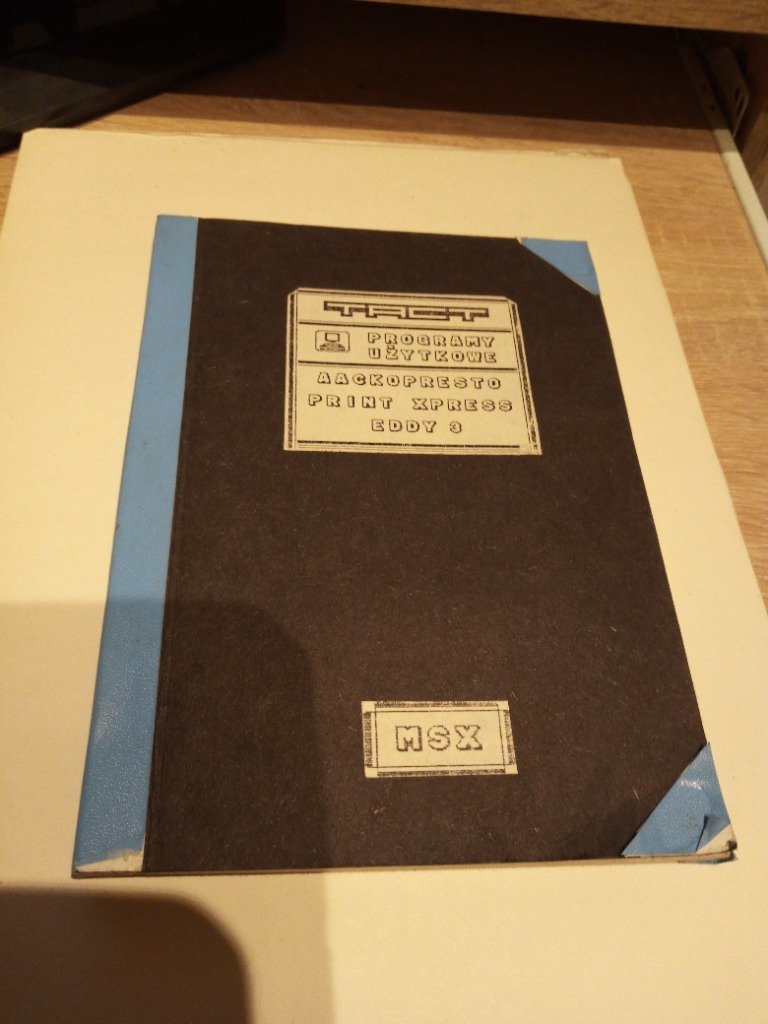 TACT
PROGRAMY
UŻYTKOWE
AACKOPRESTO
PRINT XPRESS
EDDY 3
MSX